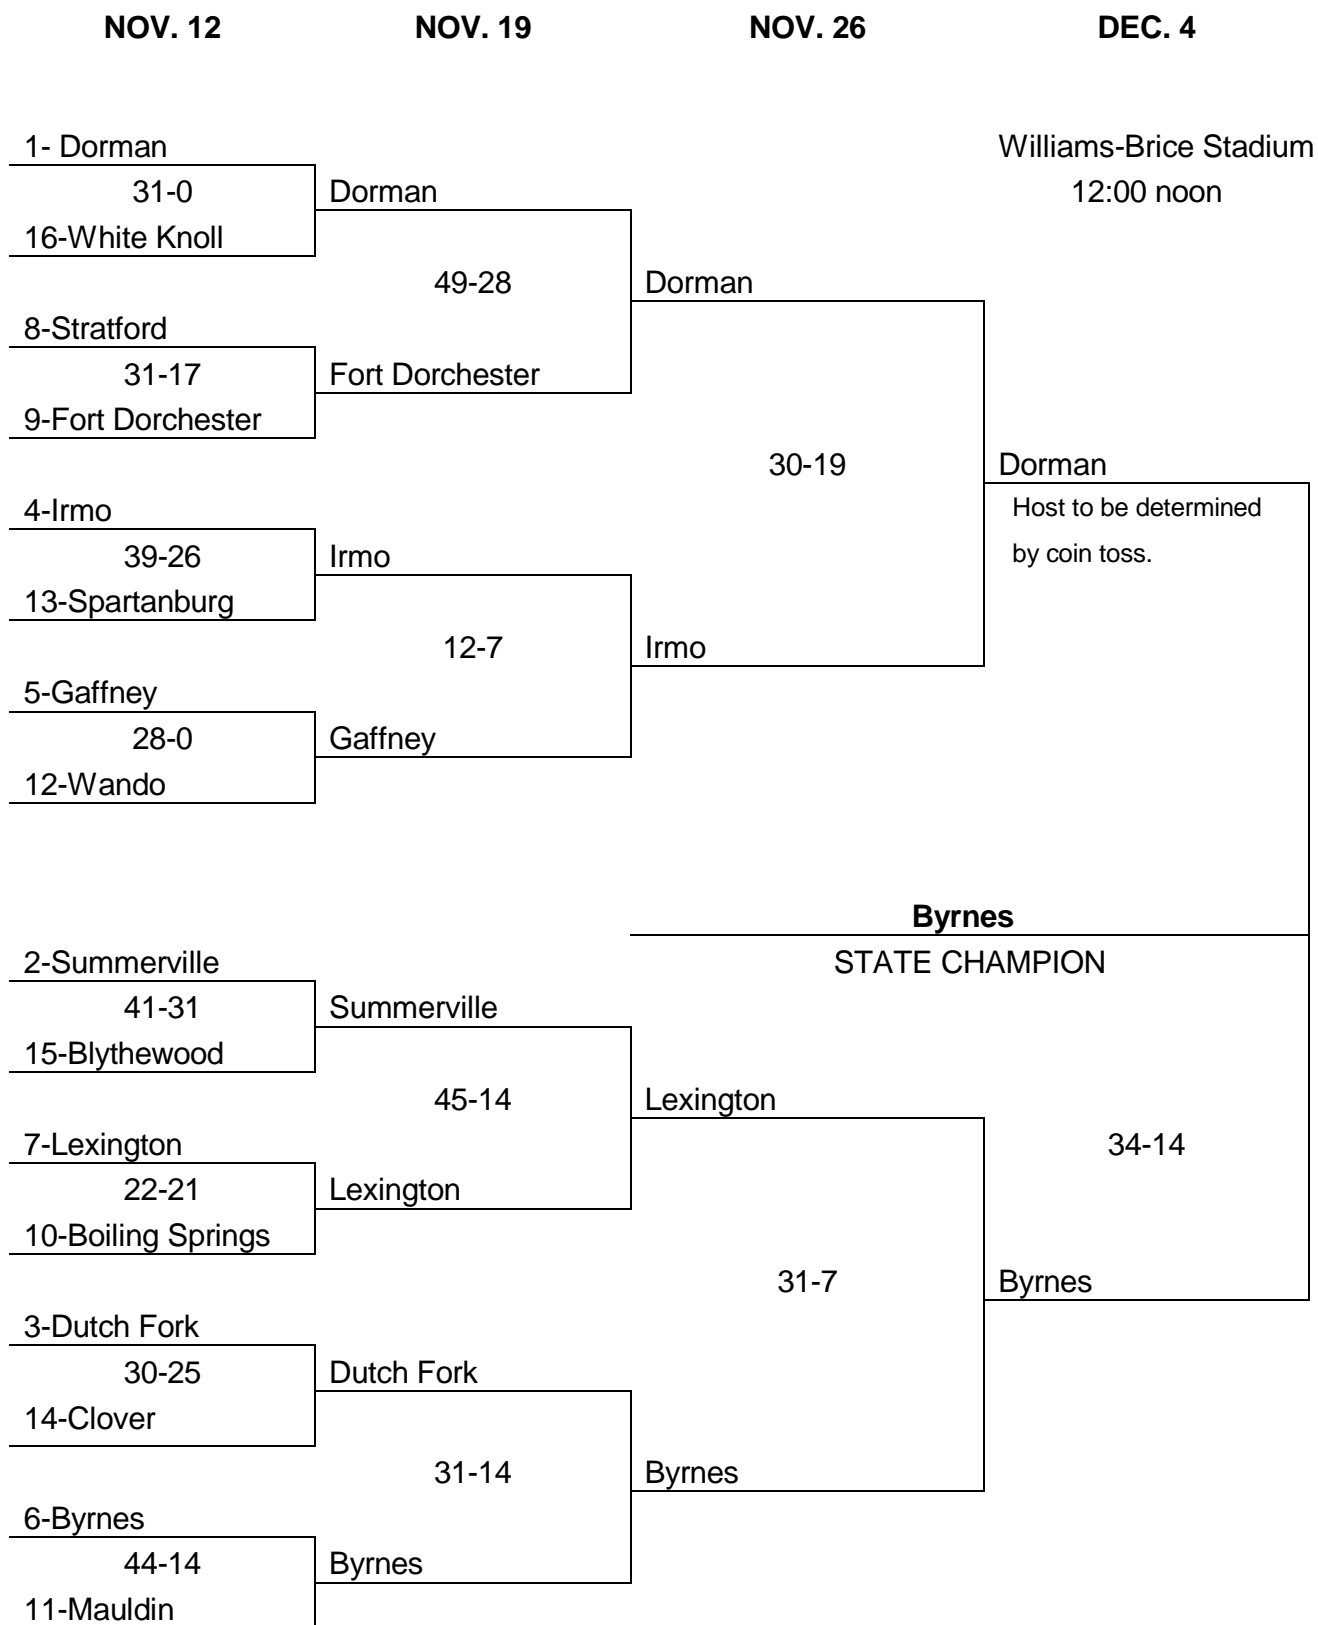 NOV. 12 NOV. 19 NOV. 26 DEC. 4
1- Dorman Williams-Brice Stadium
31-0 Dorman 12:00 noon
16-White Knoll
49-28 Dorman
8-Stratford
31-17 Fort Dorchester
9-Fort Dorchester
30-19 Dorman
4-Irmo Host to be determined
39-26 Irmo by coin toss.
13-Spartanburg
12-7 Irmo
5-Gaffney
28-0 Gaffney
12-Wando
Byrnes
2-Summerville STATE CHAMPION
41-31 Summerville
15-Blythewood
45-14 Lexington
7-Lexington 34-14
22-21 Lexington
10-Boiling Springs
31-7 Byrnes
3-Dutch Fork
30-25 Dutch Fork
14-Clover
31-14 Byrnes
6-Byrnes
44-14 Byrnes
11-Mauldin